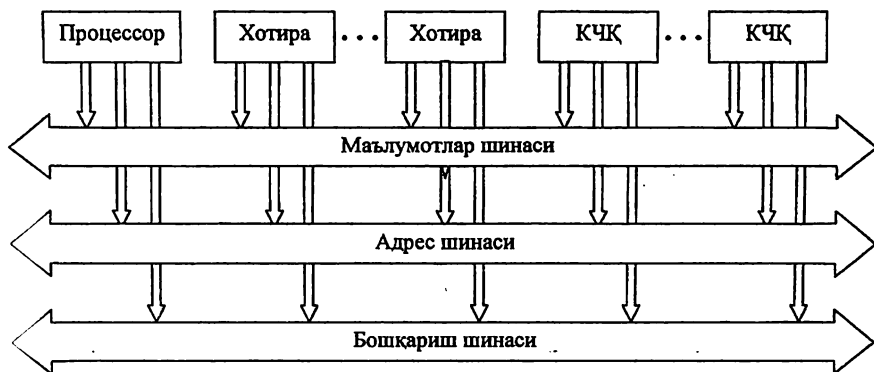 Процессор Хотира ... Хотира КЧҚ ... КЧҚ
Маълумотлар шинаси
Адрес шинаси
Бошқариш шинаси